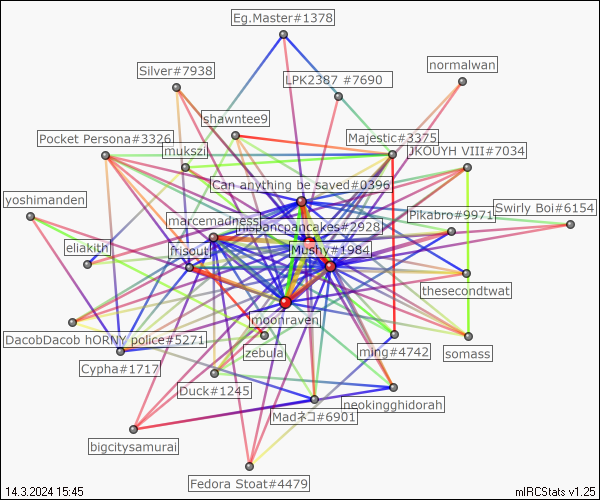 Eg.Master#1378
normalwan
Silver#7938
LPK2387 #7690
shawntee9
Pocket Persona#3326
Majestic#3375
mukszi
JKOUYH VIII#7034
Can anything be saved#0396
yoshimanden
Swirly Boi#6154
Pikabro#9971
marcemadness
hispancpancakes#2928
eliakith
frisouti
Mushy#1984
thesecondtwat
moonraven
DacobDacob hORNY police#5271
zebula
ming#4742
somass
Cypha#1717
Duck#1245
neokingghidorah
Madネコ#6901
bigcitysamurai
Fedora Stoat#4479
14.3.2024 15:45
mIRCStats v1.25